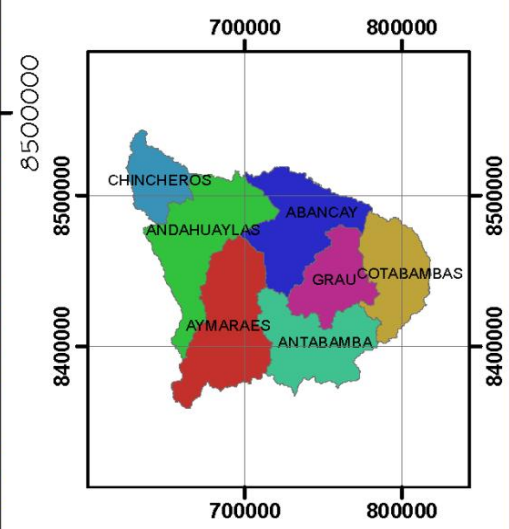 700000 800000
8500000
8500000
8500000
CHINCHEROS
ABANCAY
ANDAHUAYLAS
COTABAMBAS
GRAU
AYMARAES
ANTABAMBA
8400000
8400000
700000 800000